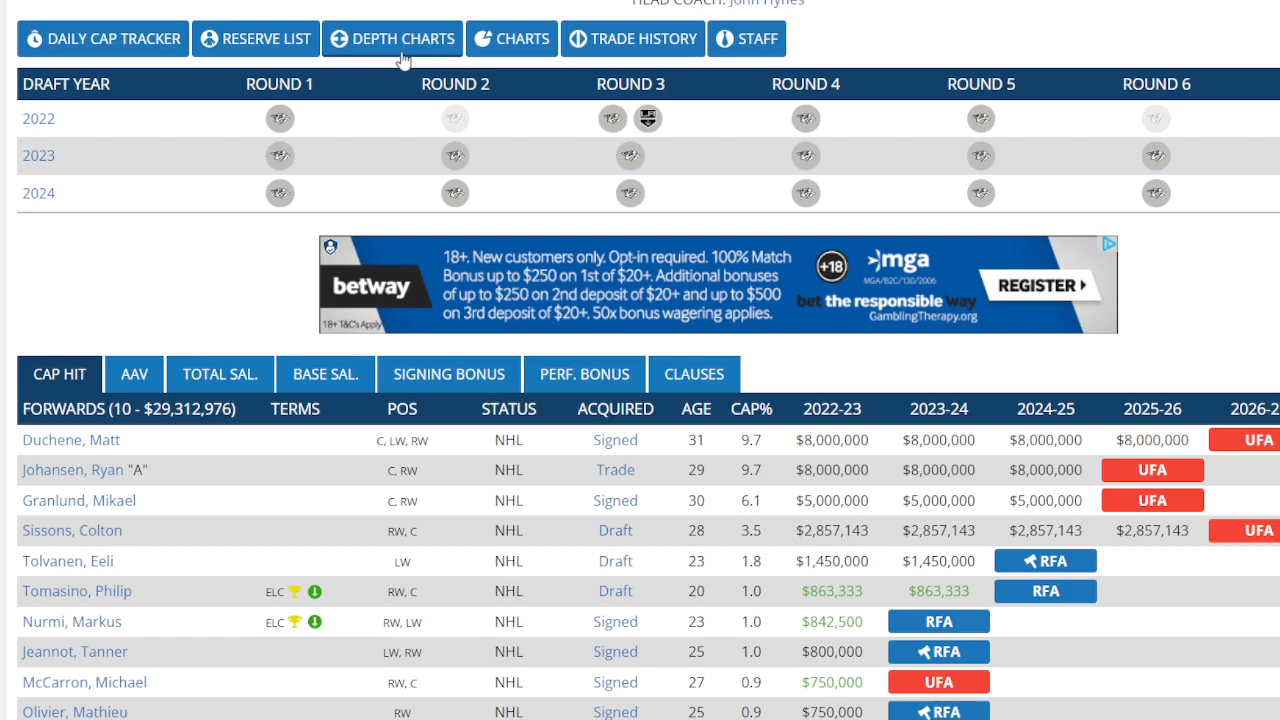 HEAD COACH: John Hynes
DAILY CAP TRACKER RESERVE LIST DEPTH CHARTS CHARTS TRADE HISTORY STAFF
DRAFT YEAR ROUND 1 ROUND 2 ROUND 3 ROUND 4 ROUND 5 ROUND 6
2022
2023
2024
betway
18+ T&C's Apply
18+. New customers only. Opt-in required. 100% Match
Bonus up to $250 on 1st of $20+. Additional bonuses
of up to $250 on 2nd deposit of $20+ and up to $500
on 3rd deposit of $20+. 50x bonus wagering applies.
+18 mga
MGA/B2C/130/2006
bet the responsible way
GamblingTherapy.org
REGISTER
CAP HIT AAV TOTAL SAL. BASE SAL. SIGNING BONUS PERF. BONUS CLAUSES
FORWARDS (10 - $29,312,976) TERMS POS STATUS ACQUIRED AGE CAP% 2022-23 2023-24 2024-25 2025-26 2026-2
Duchene, Matt C, LW, RW NHL Signed 31 9.7 $8,000,000 $8,000,000 $8,000,000 $8,000,000 UFA
Johansen, Ryan "A" C, RW NHL Trade 29 9.7 $8,000,000 $8,000,000 $8,000,000 UFA
Granlund, Mikael C, RW NHL Signed 30 6.1 $5,000,000 $5,000,000 $5,000,000 UFA
Sissons, Colton RW, C NHL Draft 28 3.5 $2,857,143 $2,857,143 $2,857,143 $2,857,143 UFA
Tolvanen, Eeli LW NHL Draft 23 1.8 $1,450,000 $1,450,000 RFA
Tomasino, Philip ELC RW, C NHL Draft 20 1.0 $863,333 $863,333 RFA
Nurmi, Markus ELC RW, LW NHL Signed 23 1.0 $842,500 RFA
Jeannot, Tanner LW, RW NHL Signed 25 1.0 $800,000 RFA
McCarron, Michael RW, C NHL Signed 27 0.9 $750,000 UFA
Olivier, Mathieu RW NHL Signed 25 0.9 $750,000 RFA